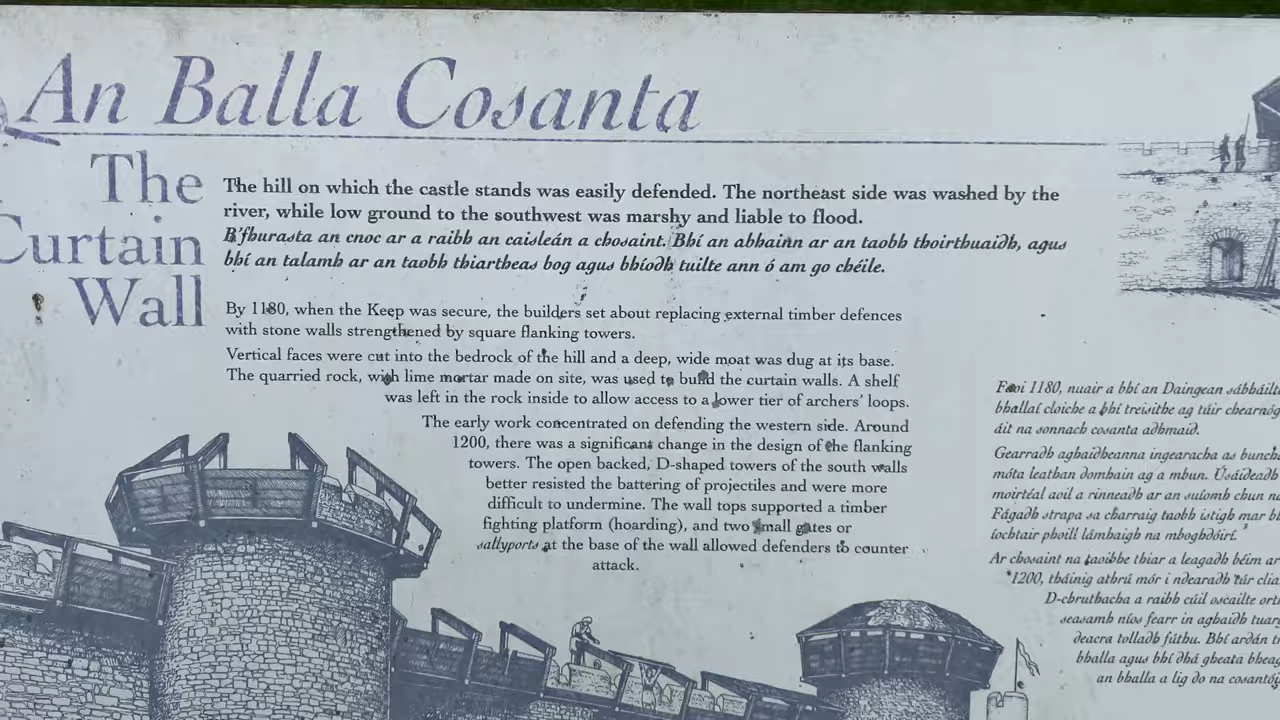 An Balla Cosanta
The
Curtain
Wall
The hill on which the castle stands was easily defended. The northeast side was washed by the
river, while low ground to the southwest was marshy and liable to flood.
B'fhurasta an cnoc ar a raibh an caisleán a chosaint. Bhí an abhainn ar an taobh thoirthuaidh, agus
bhí an talamh ar an taobh thiartheas bog agus bhíodh tuilte ann ó am go chéile.
By 1180, when the Keep was secure, the builders set about replacing external timber defences
with stone walls strengthened by square flanking towers.
Vertical faces were cut into the bedrock of the hill and a deep, wide moat was dug at its base.
The quarried rock, with lime mortar made on site, was used to build the curtain walls. A shelf
was left in the rock inside to allow access to a lower tier of archers' loops.
The early work concentrated on defending the western side. Around
1200, there was a significant change in the design of the flanking
towers. The open backed, D-shaped towers of the south walls
better resisted the battering of projectiles and were more
difficult to undermine. The wall tops supported a timber
fighting platform (hoarding), and two small gates or
sallyports at the base of the wall allowed defenders to counter
attack.
Faoi 1180, nuair a bhí an Daingean
bhallaí cloiche a bhí treisithe ag túir
áit na sonnach cosanta adhmaid.
Gearradh aghaidheanna ingearacha as
móta leathan domhain ag a mbun. Úsáideadh
moirtéal aoil a rinneadh ar an suíomh chun
Fágadh strapa sa charraig taobh istigh mar
íochtair phoill lámhaigh na mboghdóirí.
Ar chosaint na taoibhe thiar a leagadh béim
1200, tháinig athrú mór i ndearadh túr
D-chruthacha a raibh cúil oscailte
seasamh níos fearr in aghaidh
deacra tolladh fúthu. Bhí ardán
bhalla agus bhí dhá gheata
an bhalla a lig do na